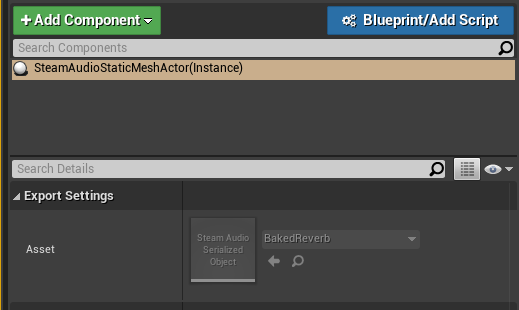 + Add Component
Blueprint/Add Script
Search Components
SteamAudioStaticMeshActor(Instance)
Search Details
Export Settings
Asset
Steam Audio
Serialized
Object
BakedReverb